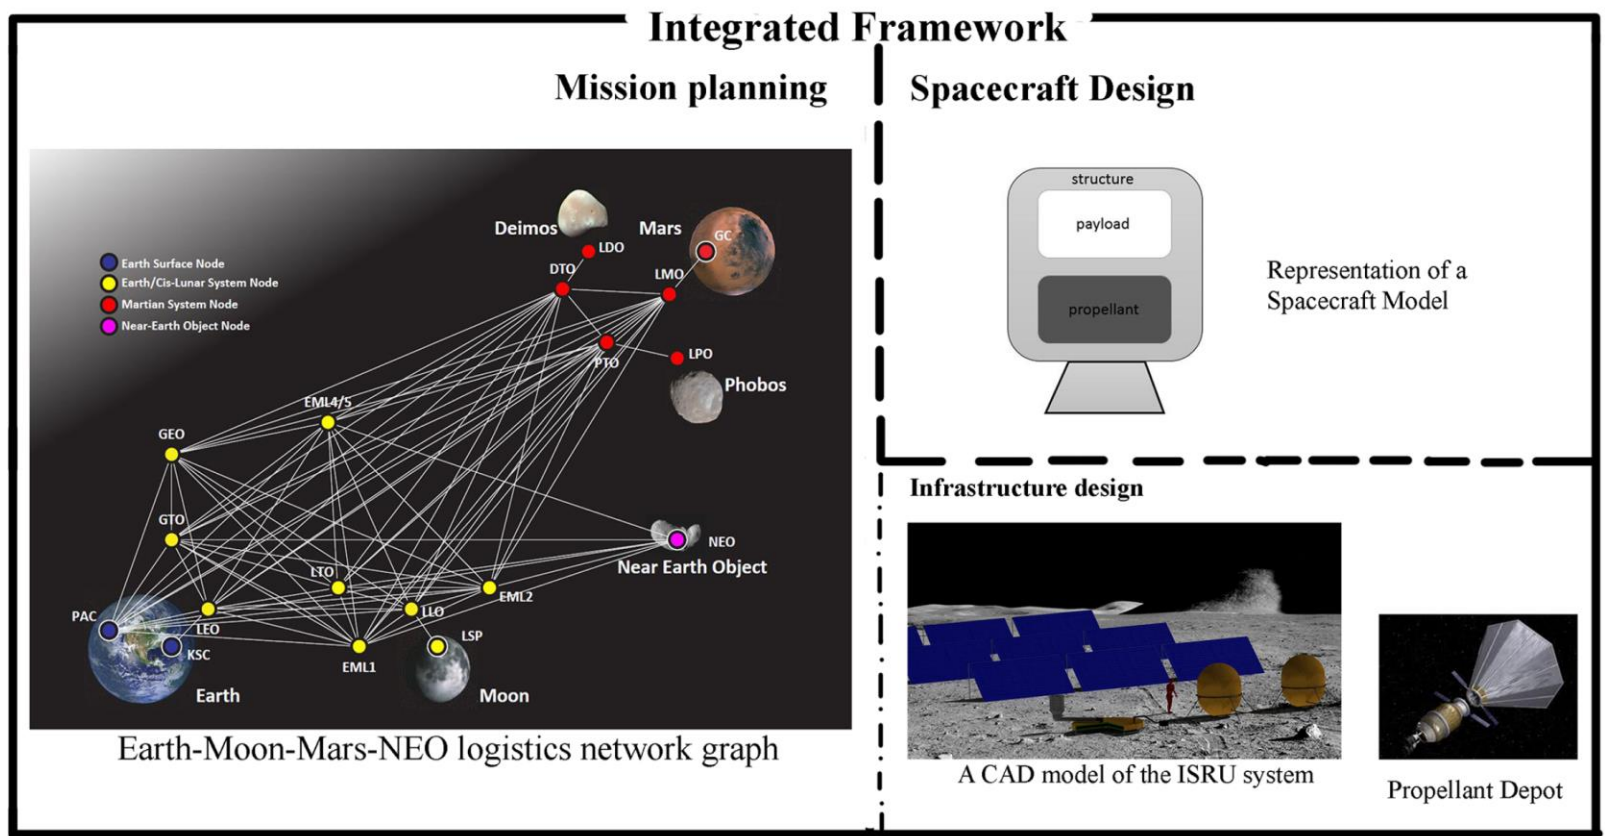 Integrated Framework
Mission planning
Spacecraft Design
Deimos
Mars
GC
LDO
DTO
LMO
Earth Surface Node
Earth/Cis-Lunar System Node
Martian System Node
Near-Earth Object Node
PTO
LPO
Phobos
EML4/5
GEO
GTO
NEO
Near Earth Object
LTO
EML2
PAC
LLO
LEO
LSP
KSC
EML1
Earth
Moon
Earth-Moon-Mars-NEO logistics network graph
structure
payload
propellant
Representation of a
Spacecraft Model
Infrastructure design
A CAD model of the ISRU system
Propellant Depot